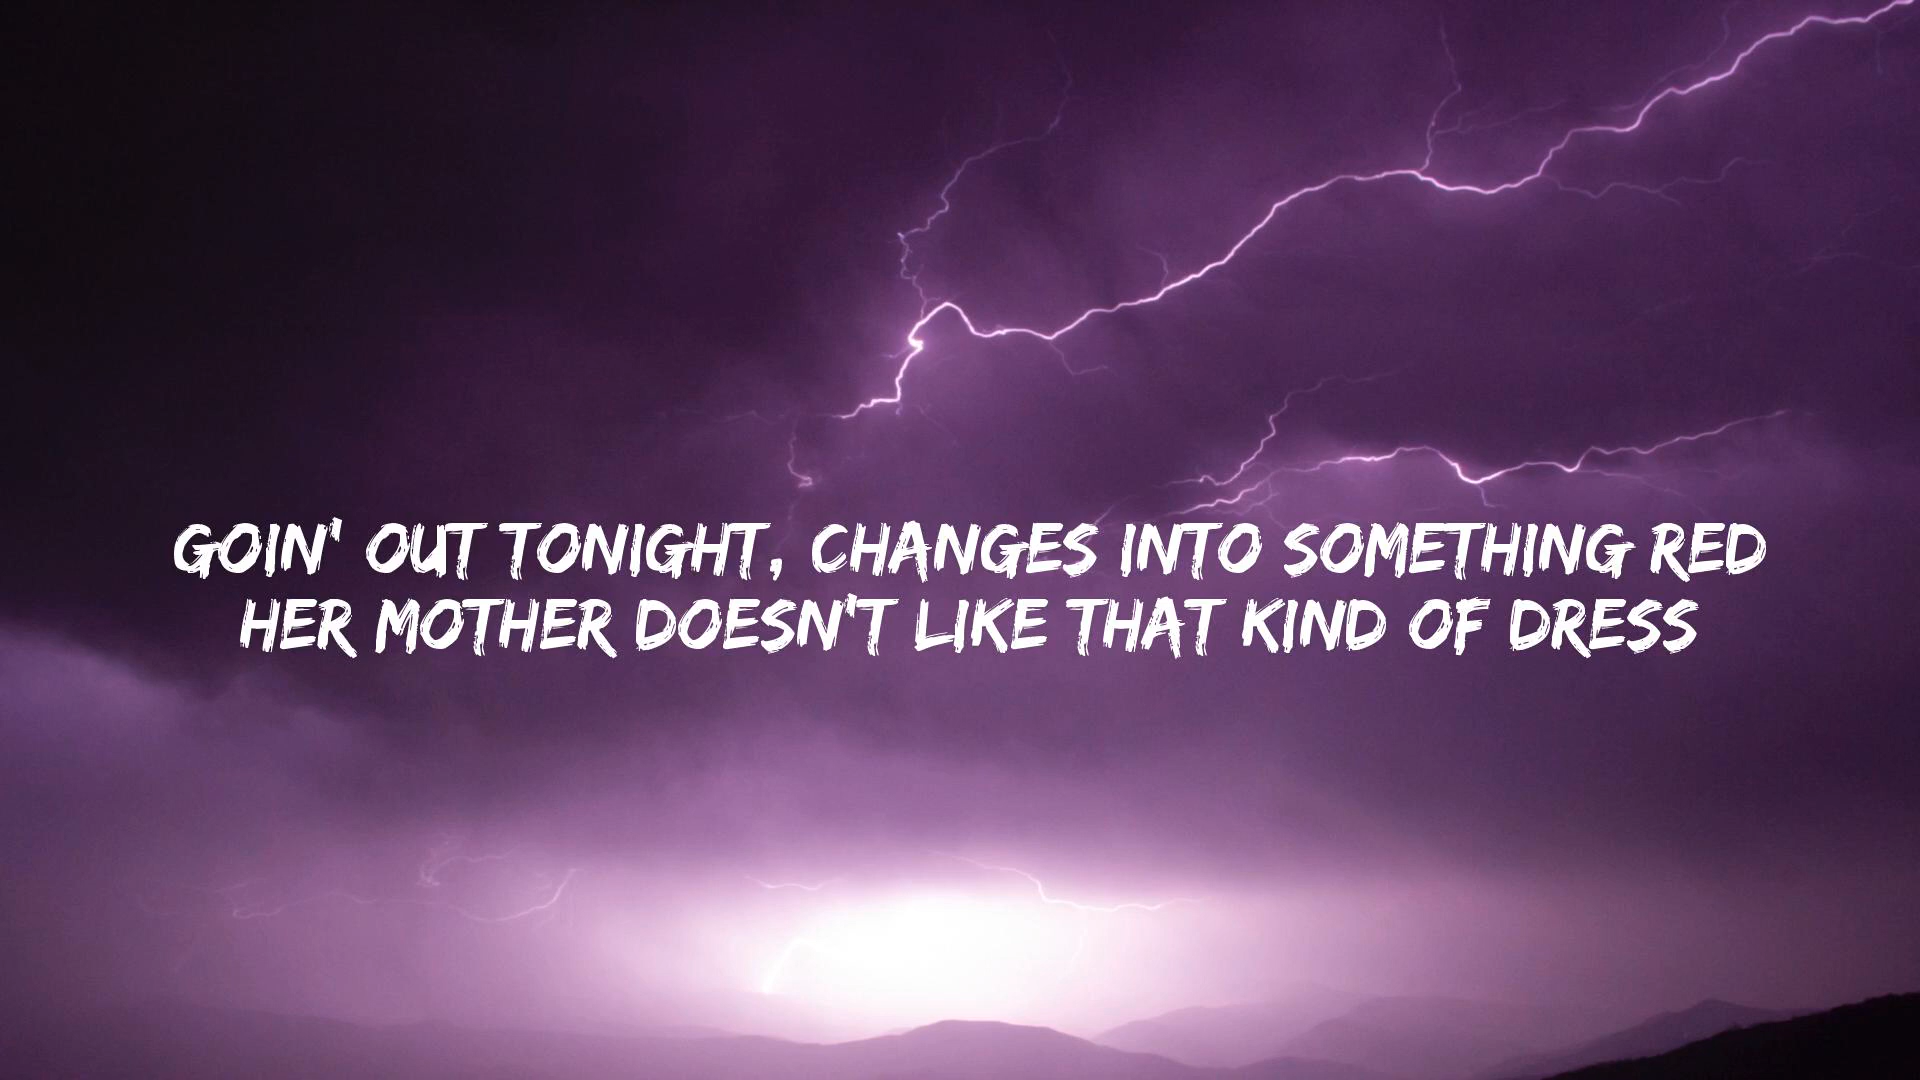 GOIN' OUT TONIGHT, CHANGES INTO SOMETHING RED
HER MOTHER DOESN'T LIKE THAT KIND OF DRESS